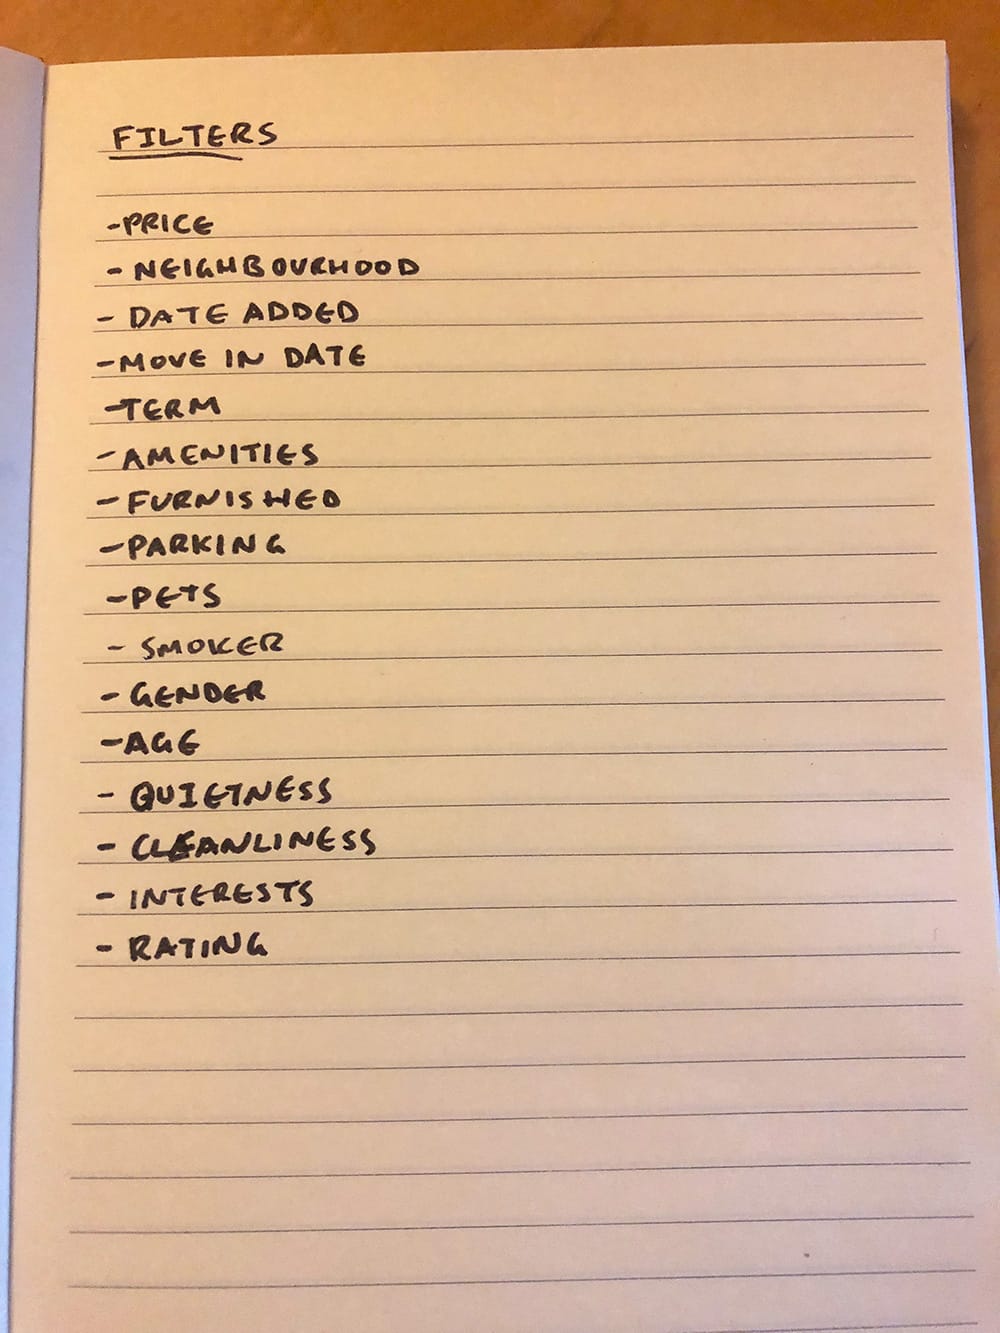 FILTERS
-PRICE
- NEIGHBOURHOOD
- DATE ADDED
-MOVE IN DATE
-TERM
-AMENITIES
-FURNISHED
-PARKING
-PETS
- SMOKER
- GENDER
-AGE
- QUIETNESS
- CLEANLINESS
- INTERESTS
- RATING